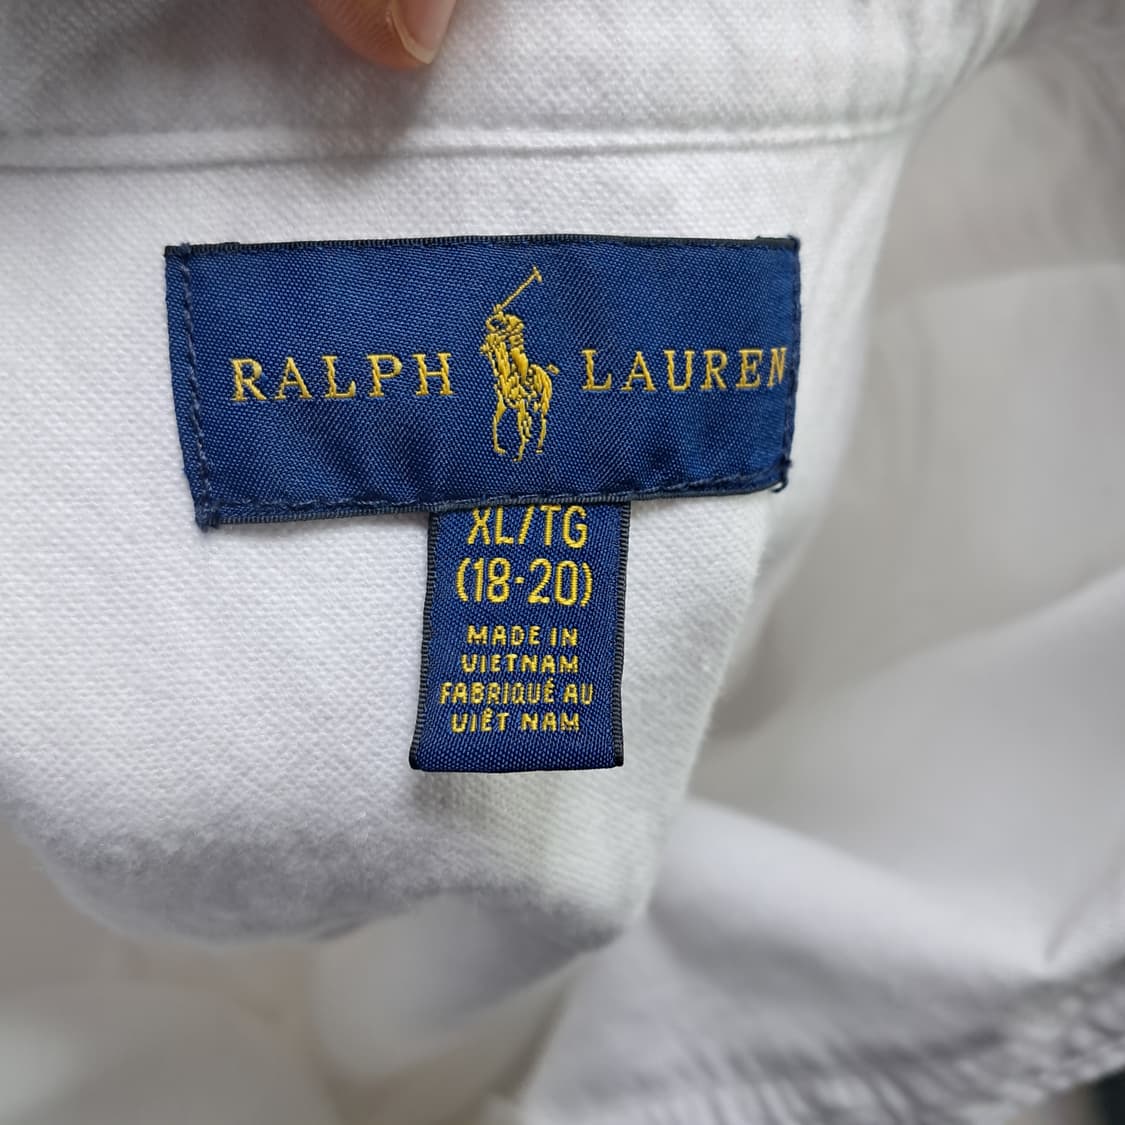 RALPH LAUREN
XL/TG
(18-20)
MADE IN
VIETNAM
FABRIQUÉ AU
VIÊT NAM